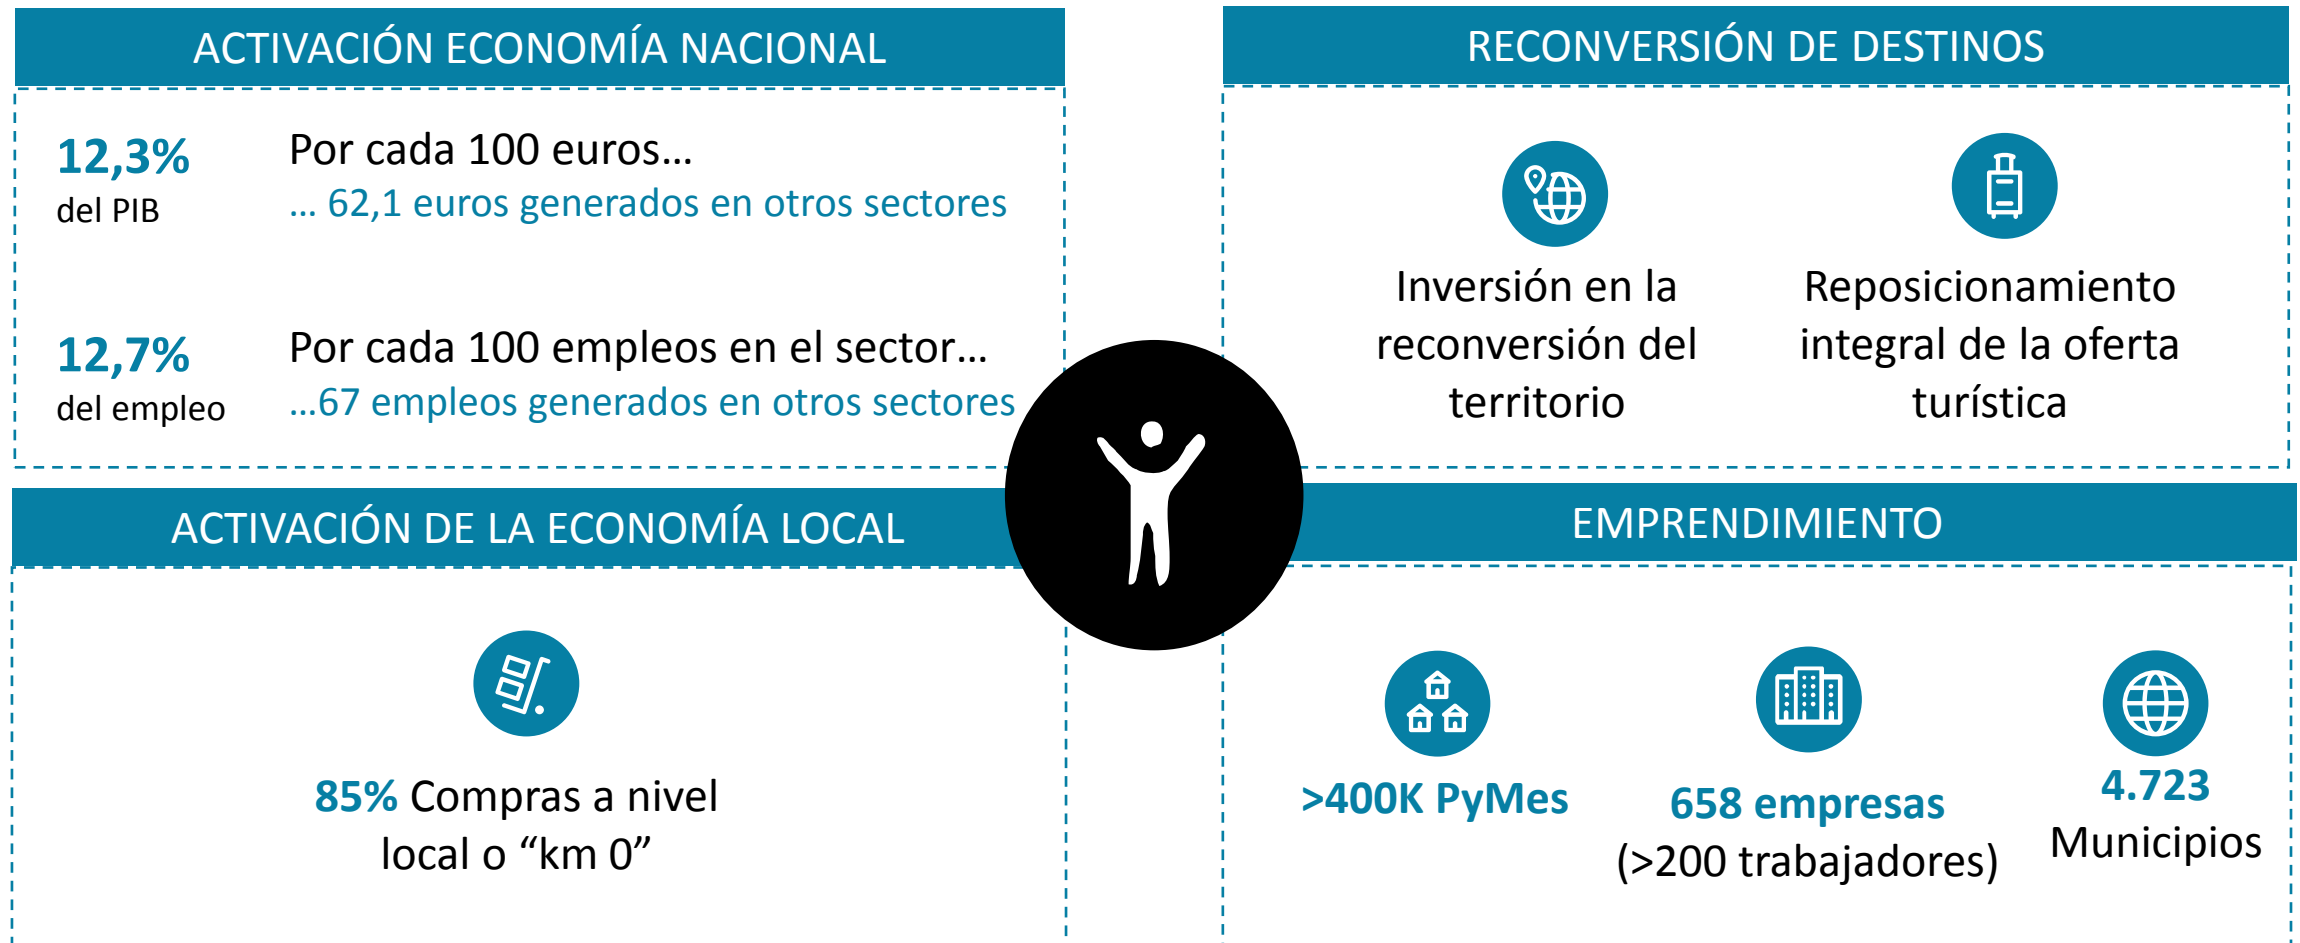 ACTIVACIÓN ECONOMÍA NACIONAL
12,3%
del PIB
Por cada 100 euros...
... 62,1 euros generados en otros sectores
12,7%
del empleo
Por cada 100 empleos en el sector...
...67 empleos generados en otros sectores
RECONVERSIÓN DE DESTINOS
Inversión en la
reconversión del
territorio
Reposicionamiento
integral de la oferta
turística
ACTIVACIÓN DE LA ECONOMÍA LOCAL
85% Compras a nivel
local o “km 0”
EMPRENDIMIENTO
>400K PyMes
658 empresas
(>200 trabajadores)
4.723
Municipios